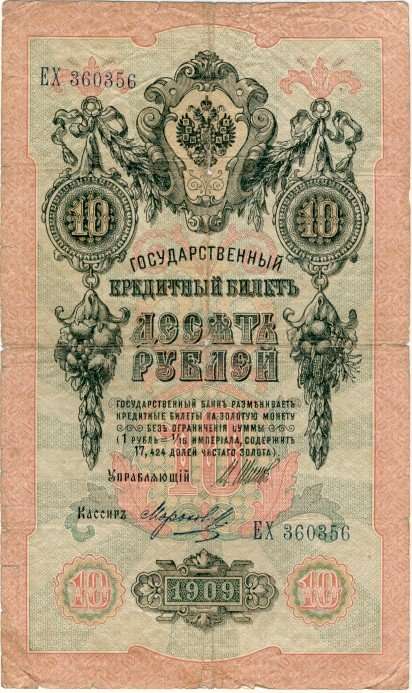 ЕХ 360356
10 10
ГОСУДАРСТВЕННЫЙ
КРЕДИТНЫЙ БИЛЕТЪ
ДЕСЯТЬ
РУБЛЕЙ
ГОСУДАРСТВЕННЫЙ БАНКЪ РАЗМѢНИВАЕТЪ
КРЕДИТНЫЕ БИЛЕТЫ НА ЗОЛОТУЮ МОНЕТУ
БЕЗЪ ОГРАНИЧЕНІЯ СУММЫ
(1 РУБЛЬ = 1/15 ИМПЕРІАЛА, СОДЕРЖИТЪ
17,424 ДОЛЕЙ ЧИСТАГО ЗОЛОТА).
10
УПРАВЛЯЮЩІЙ
КАССИРЪ
ЕХ 360356
10 1909 10